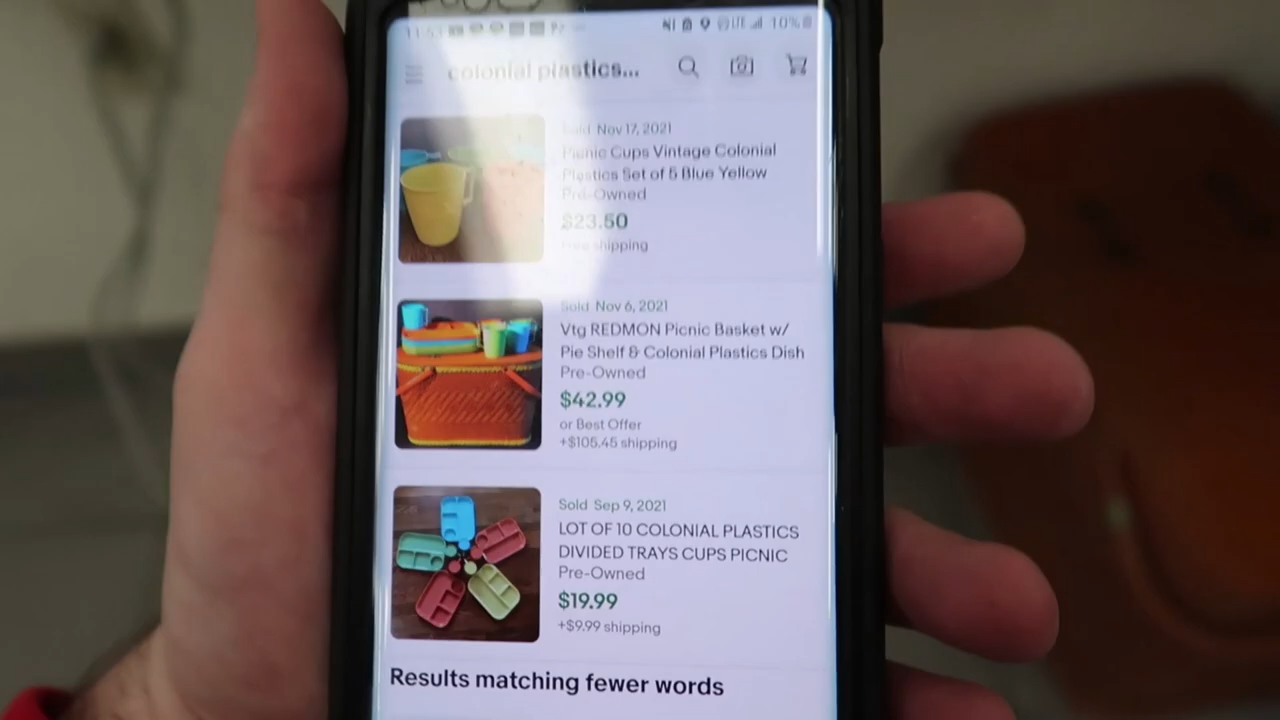 11:53
LTE 10%
colonial plastics...
Sold Nov 17, 2021
Picnic Cups Vintage Colonial
Plastics Set of 5 Blue Yellow
Pre-Owned
$23.50
Free shipping
Sold Nov 6, 2021
Vtg REDMON Picnic Basket w/
Pie Shelf & Colonial Plastics Dish
Pre-Owned
$42.99
or Best Offer
+$105.45 shipping
Sold Sep 9, 2021
LOT OF 10 COLONIAL PLASTICS
DIVIDED TRAYS CUPS PICNIC
Pre-Owned
$19.99
+$9.99 shipping
Results matching fewer words